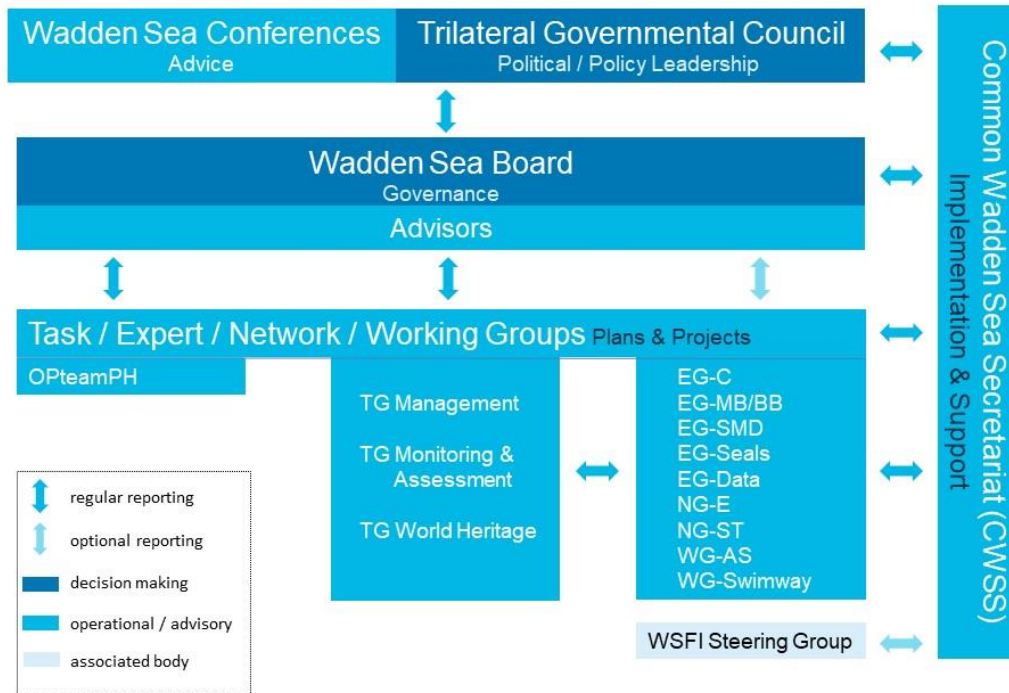 Wadden Sea Conferences
Advice
Trilateral Governmental Council
Political / Policy Leadership
Wadden Sea Board
Governance
Advisors
Task / Expert / Network / Working Groups Plans & Projects
OPteamPH
TG Management
TG Monitoring &
Assessment
TG World Heritage
EG-C
EG-MB/BB
EG-SMD
EG-Seals
EG-Data
NG-E
NG-ST
WG-AS
WG-Swimway
WSFI Steering Group
Common Wadden Sea Secretariat (CWSS)
Implementation & Support
regular reporting
optional reporting
decision making
operational / advisory
associated body